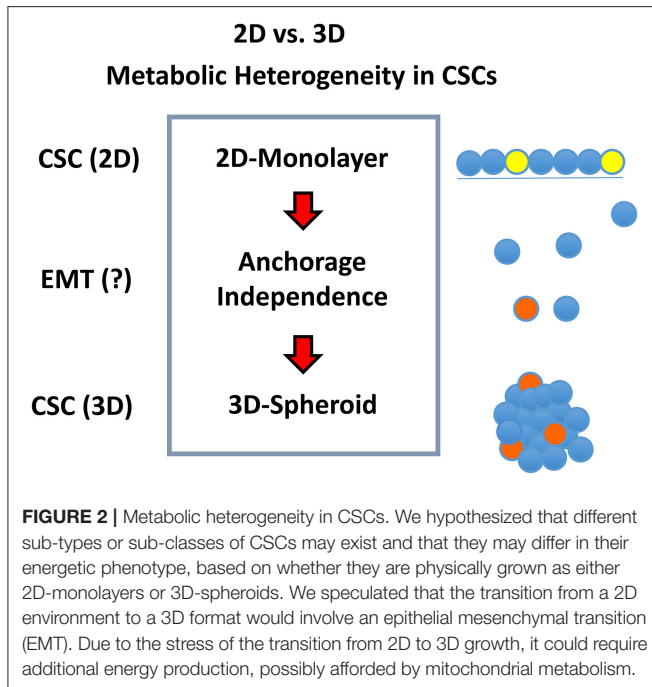 2D vs. 3D
Metabolic Heterogeneity in CSCs
CSC (2D)
2D-Monolayer
EMT (?)
Anchorage
Independence
CSC (3D)
3D-Spheroid
FIGURE 2 | Metabolic heterogeneity in CSCs. We hypothesized that different
sub-types or sub-classes of CSCs may exist and that they may differ in their
energetic phenotype, based on whether they are physically grown as either
2D-monolayers or 3D-spheroids. We speculated that the transition from a 2D
environment to a 3D format would involve an epithelial mesenchymal transition
(EMT). Due to the stress of the transition from 2D to 3D growth, it could require
additional energy production, possibly afforded by mitochondrial metabolism.